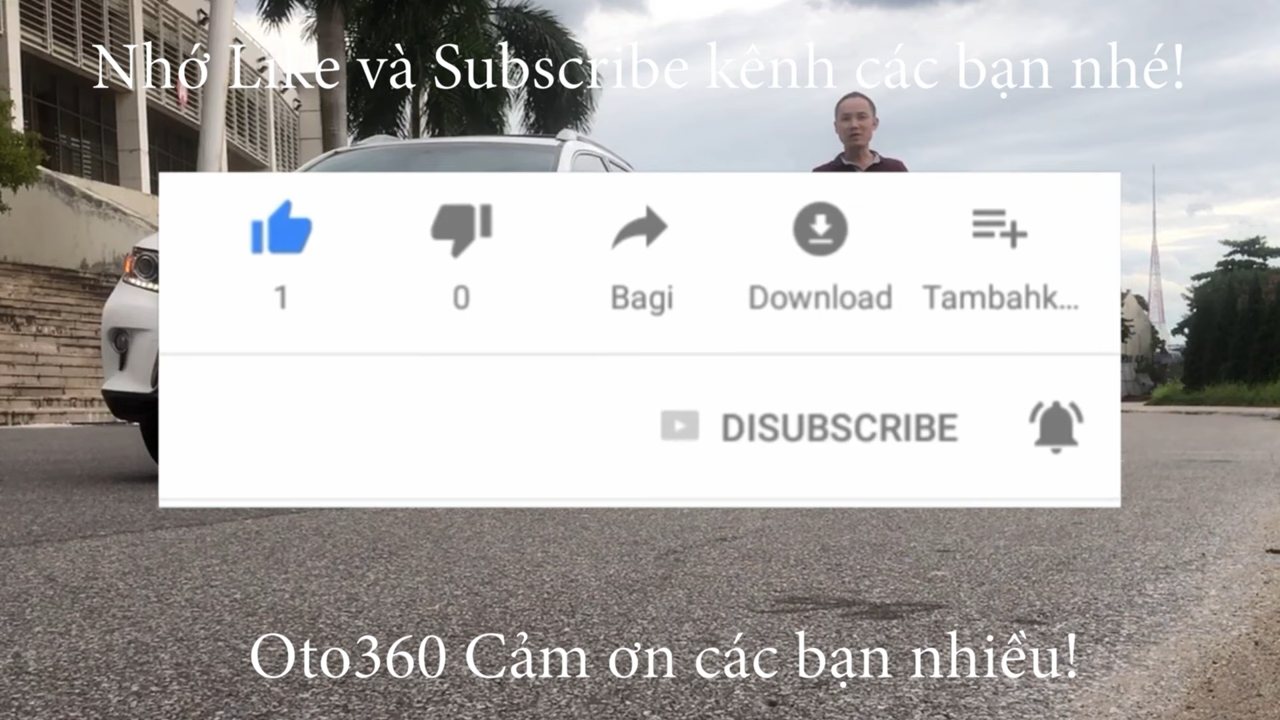 Nhớ Like và Subscribe kênh các bạn nhé!
1 0 Bagi Download Tambahk...
DISUBSCRIBE
Oto360 Cảm ơn các bạn nhiều!